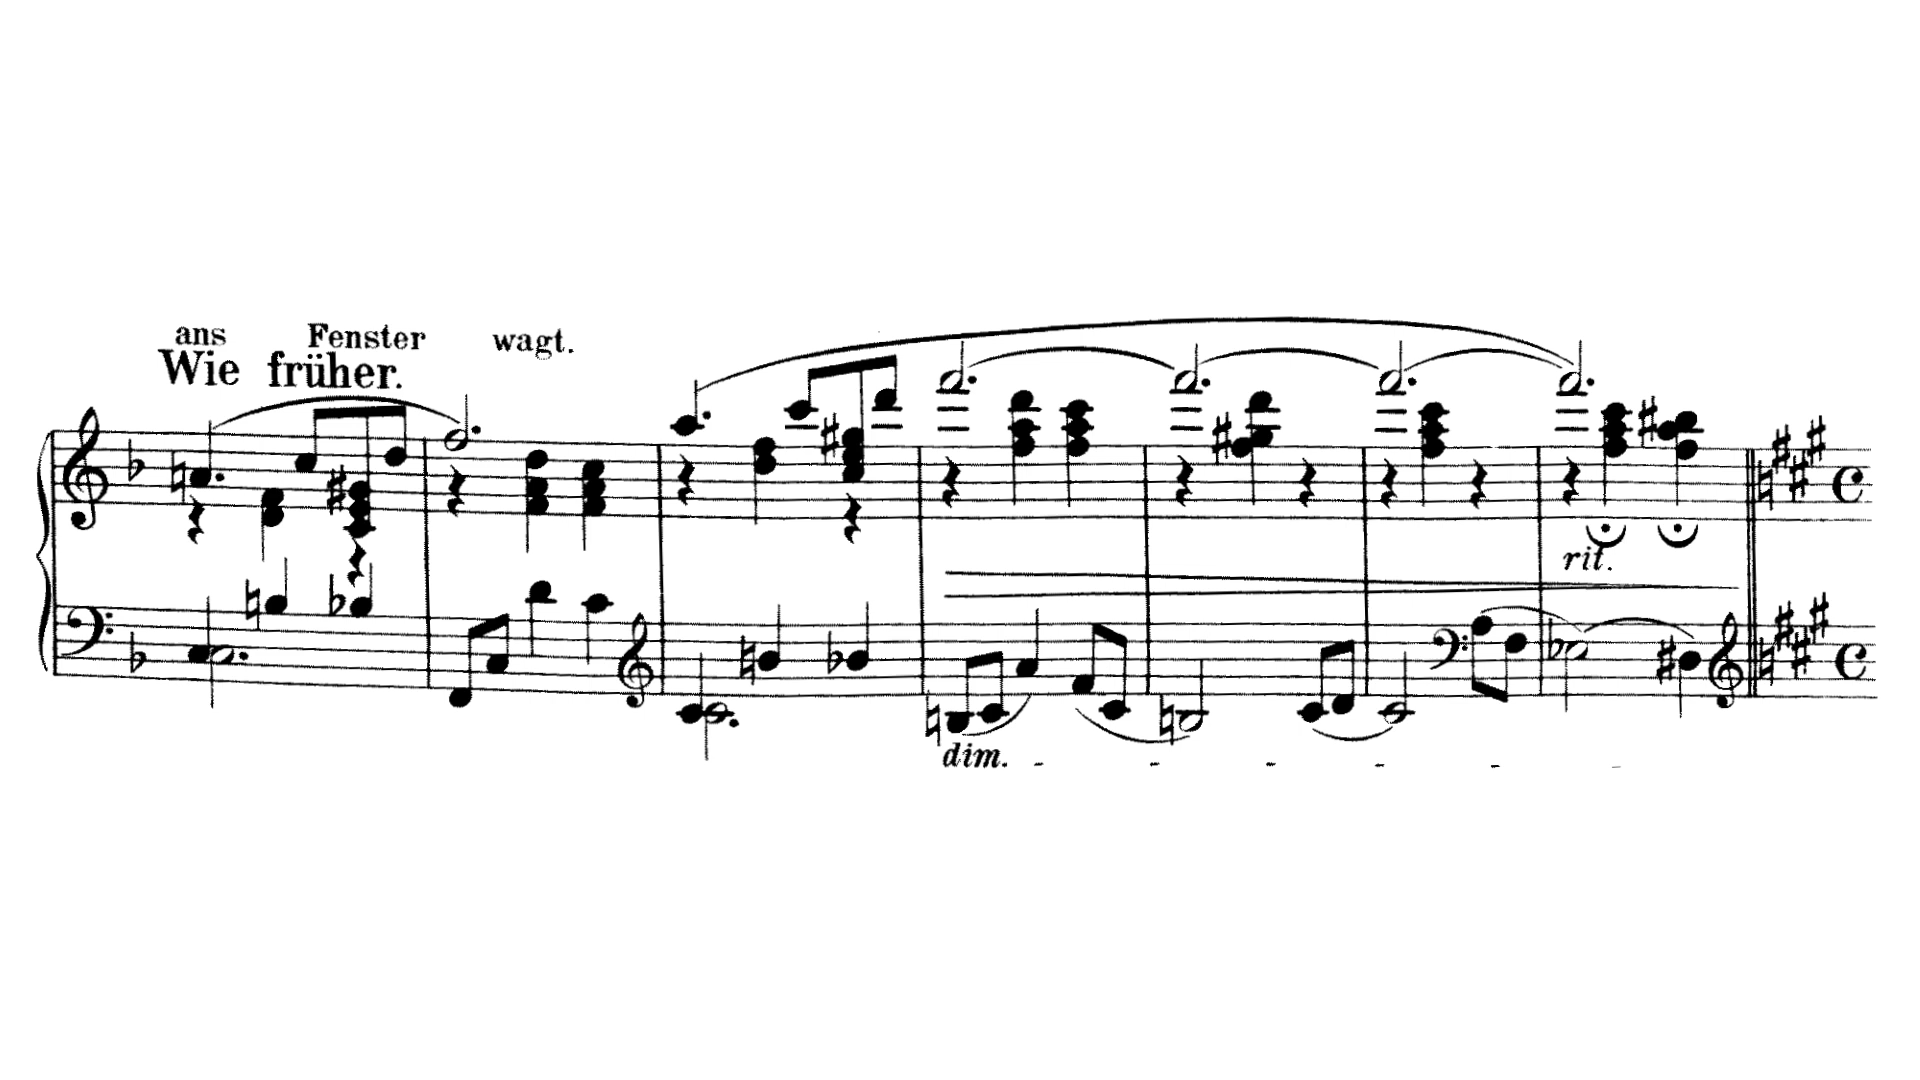 ans Fenster wagt.
Wie früher.
rit.
dim. - - - - - -